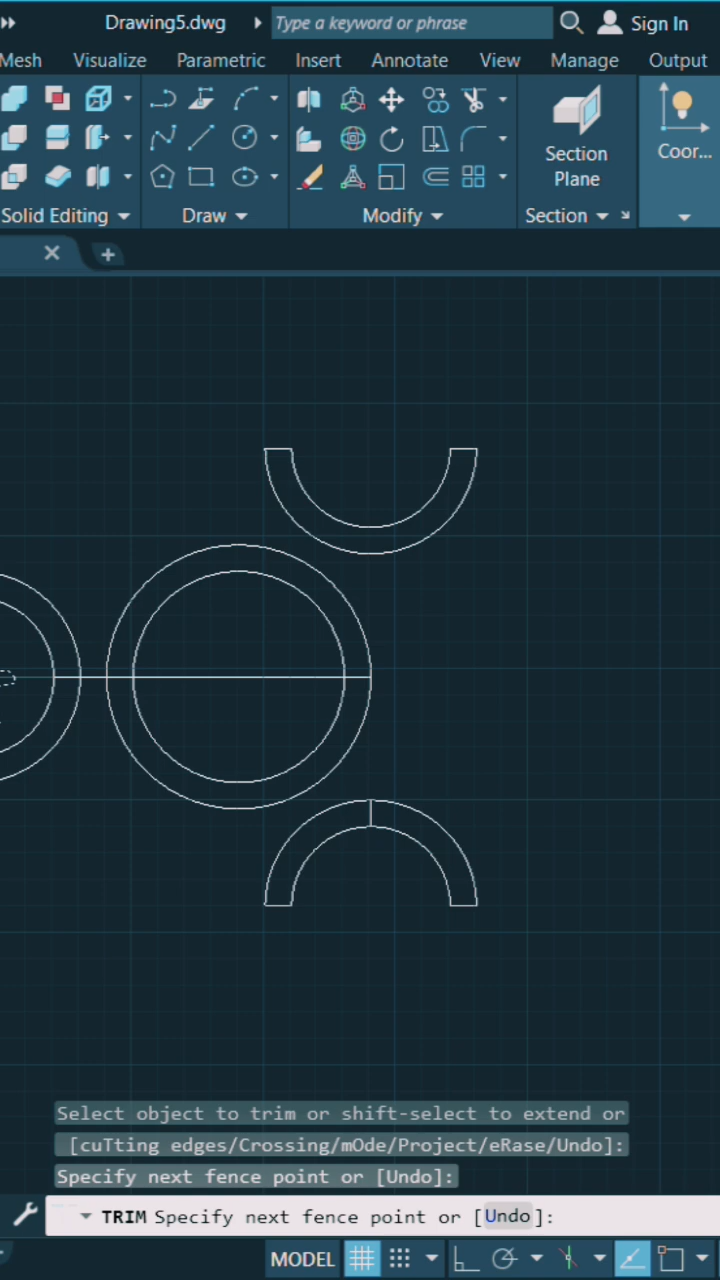 Drawing5.dwg Type a keyword or phrase Sign In
Mesh Visualize Parametric Insert Annotate View Manage Output
Section Plane Coor...
Solid Editing Draw Modify Section
Select object to trim or shift-select to extend or
[cuTting edges/Crossing/mOde/Project/eRase/Undo]:
Specify next fence point or [Undo]:
TRIM Specify next fence point or [Undo]:
MODEL